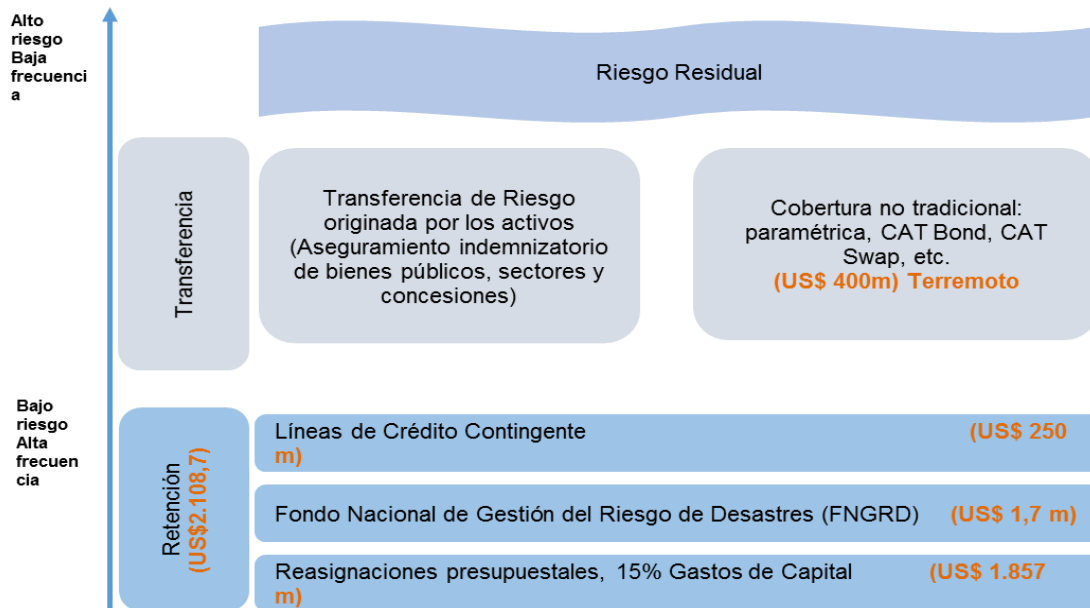 Alto
riesgo
Baja
frecuenci
a
Riesgo Residual
Transferencia
Transferencia de Riesgo
originada por los activos
(Aseguramiento indemnizatorio
de bienes públicos, sectores y
concesiones)
Cobertura no tradicional:
paramétrica, CAT Bond, CAT
Swap, etc.
(US$ 400m) Terremoto
Bajo
riesgo
Alta
frecuen
cia
Retención
(US$2.108,7)
Líneas de Crédito Contingente (US$ 250
m)
Fondo Nacional de Gestión del Riesgo de Desastres (FNGRD) (US$ 1,7 m)
Reasignaciones presupuestales, 15% Gastos de Capital (US$ 1.857
m)